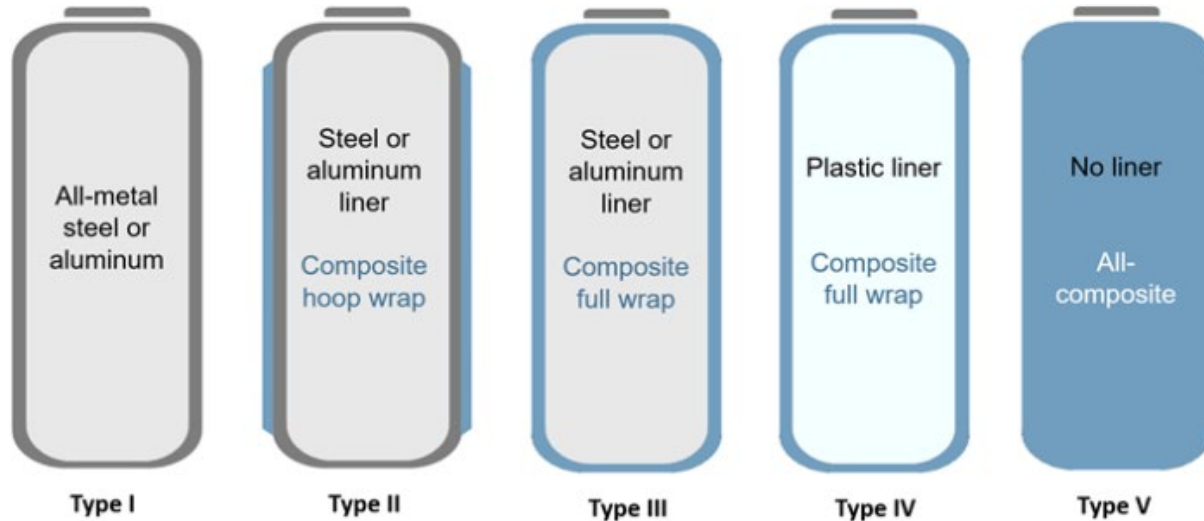 All-metal
steel or
aluminum
Steel or
aluminum
liner
Composite
hoop wrap
Steel or
aluminum
liner
Composite
full wrap
Plastic liner
Composite
full wrap
No liner
All-
composite
Type I
Type II
Type III
Type IV
Type V